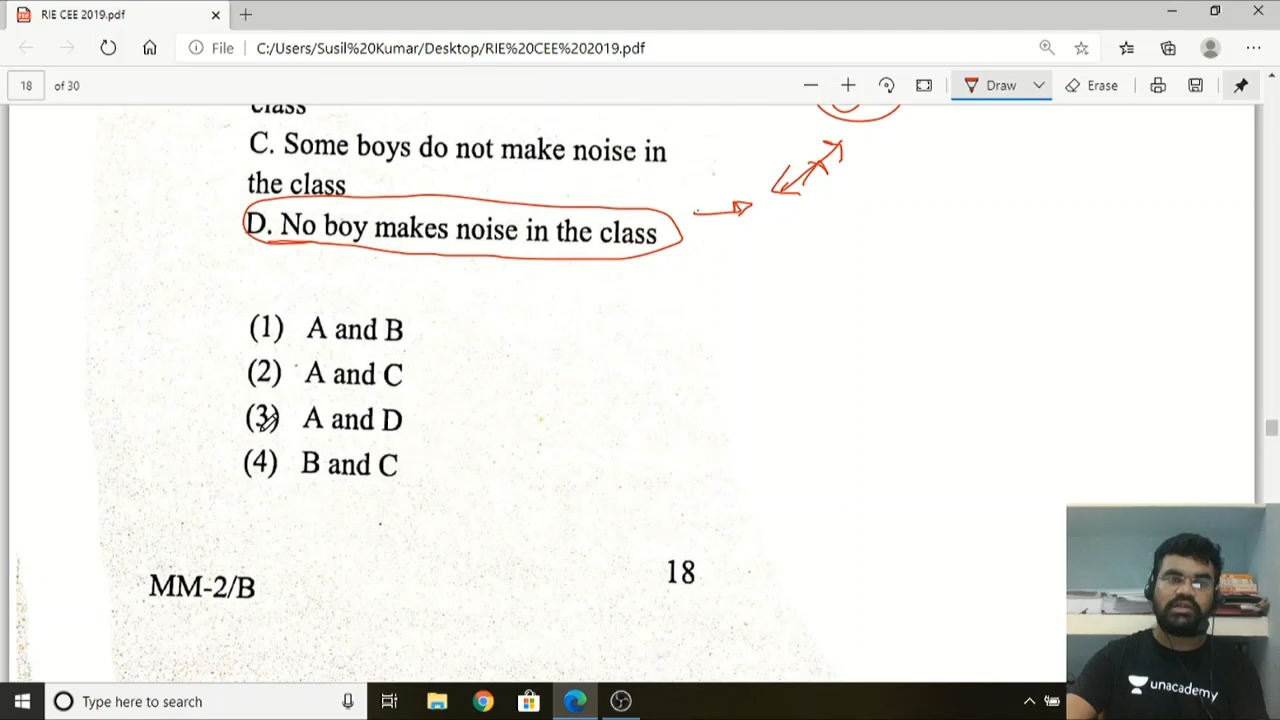 RIE CEE 2019.pdf
File
C:/Users/Susil%20Kumar/Desktop/RIE%20CEE%202019.pdf
18 of 30
Draw
Erase
class
C. Some boys do not make noise in
the class
D. No boy makes noise in the class
(1) A and B
(2) A and C
(3) A and D
(4) B and C
MM-2/B
18
unacademy
Type here to search